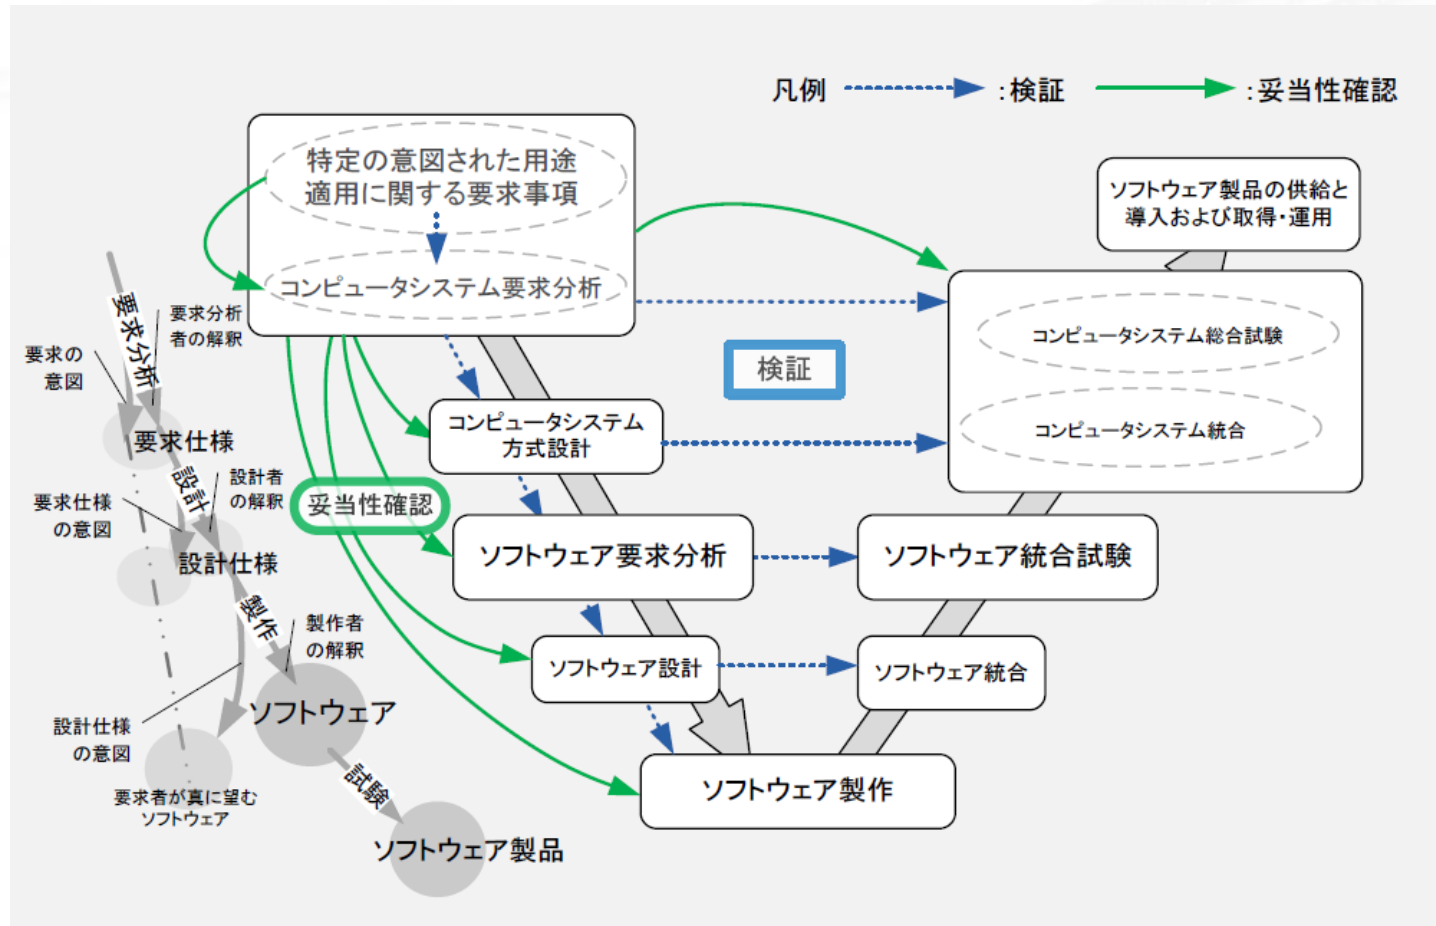 凡例
:検証
:妥当性確認
特定の意図された用途
適用に関する要求事項
コンピュータシステム要求分析
ソフトウェア製品の供給と
導入および取得・運用
コンピュータシステム総合試験
コンピュータシステム統合
検証
コンピュータシステム
方式設計
妥当性確認
ソフトウェア要求分析
ソフトウェア統合試験
ソフトウェア設計
ソフトウェア統合
ソフトウェア製作
要求分析
要求分析
者の解釈
要求の
意図
要求仕様
設計
設計者
の解釈
要求仕様
の意図
設計仕様
製作
製作者
の解釈
ソフトウェア
設計仕様
の意図
要求者が真に望む
ソフトウェア
試験
ソフトウェア製品